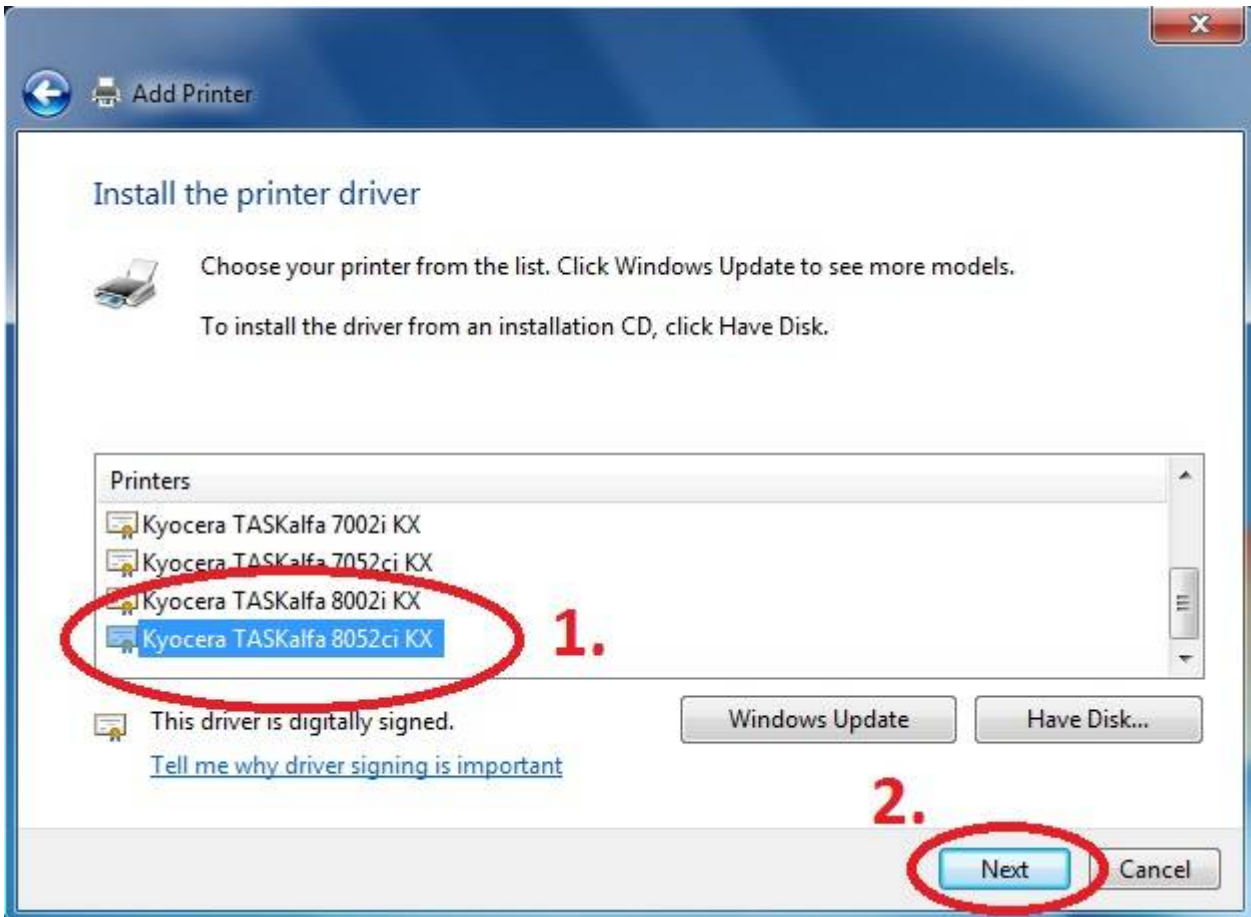 Add Printer
Install the printer driver
Choose your printer from the list. Click Windows Update to see more models.
To install the driver from an installation CD, click Have Disk.
Printers
Kyocera TASKalfa 7002i KX
Kyocera TASKalfa 7052ci KX
Kyocera TASKalfa 8002i KX
Kyocera TASKalfa 8052ci KX
1.
This driver is digitally signed.
Windows Update
Have Disk...
Tell me why driver signing is important
2.
Next
Cancel